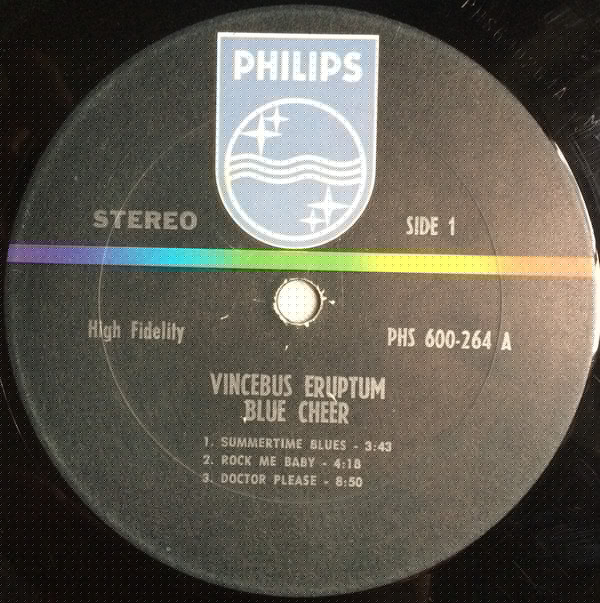 PHILIPS
STEREO
SIDE 1
High Fidelity
PHS 600-264 A
VINCEBUS ERUPTUM
BLUE CHEER
1. SUMMERTIME BLUES - 3:43
2. ROCK ME BABY - 4:18
3. DOCTOR PLEASE - 8:50